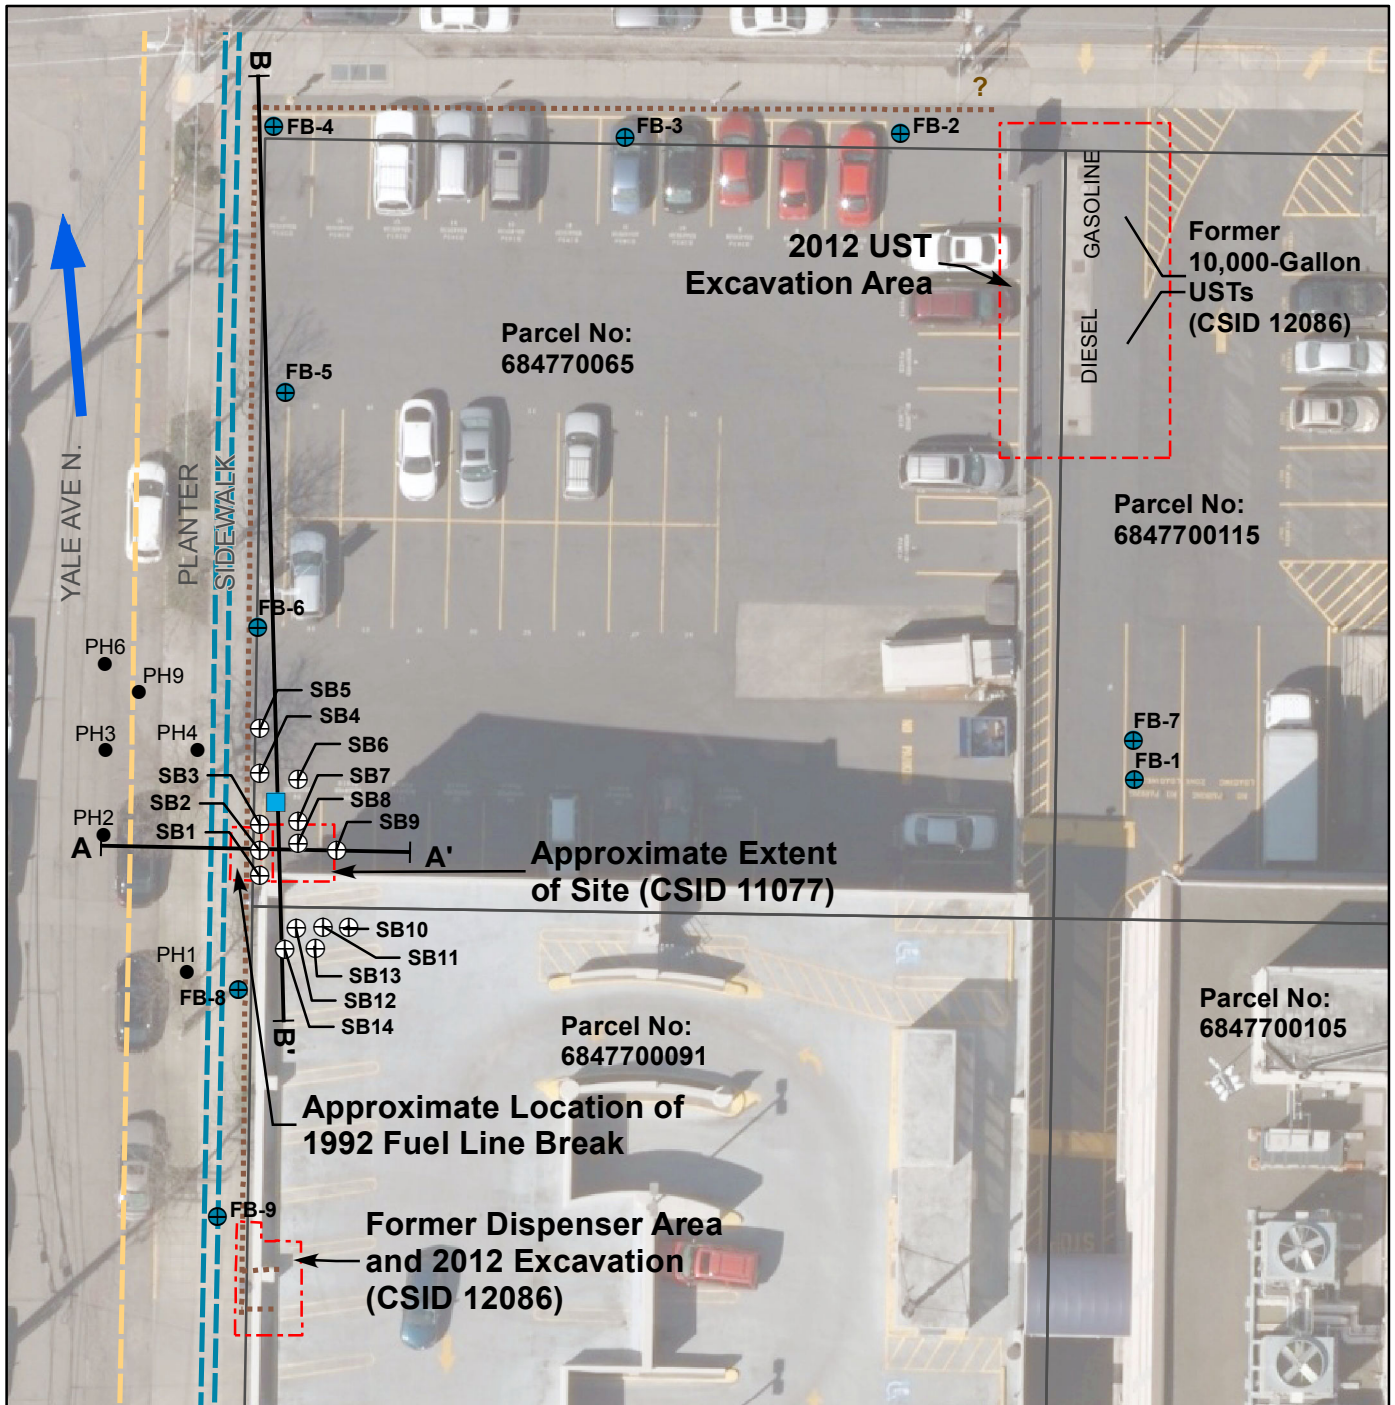 B
?
FB-4
FB-3
FB-2
GASOLINE
DIESEL
2012 UST
Excavation Area
Former
10,000-Gallon
USTs
(CSID 12086)
Parcel No:
684770065
FB-5
YALE AVE N.
PLANTER
SIDEWALK
Parcel No:
6847700115
FB-6
PH6
PH9
PH3
PH4
SB5
SB4
SB6
SB3
SB7
SB2
SB8
SB1
SB9
PH2
A
A'
FB-7
FB-1
Approximate Extent
of Site (CSID 11077)
SB10
SB11
SB13
SB12
SB14
PH1
FB-8
B'
Parcel No:
6847700091
Parcel No:
6847700105
Approximate Location of
1992 Fuel Line Break
FB-9
Former Dispenser Area
and 2012 Excavation
(CSID 12086)
STOP